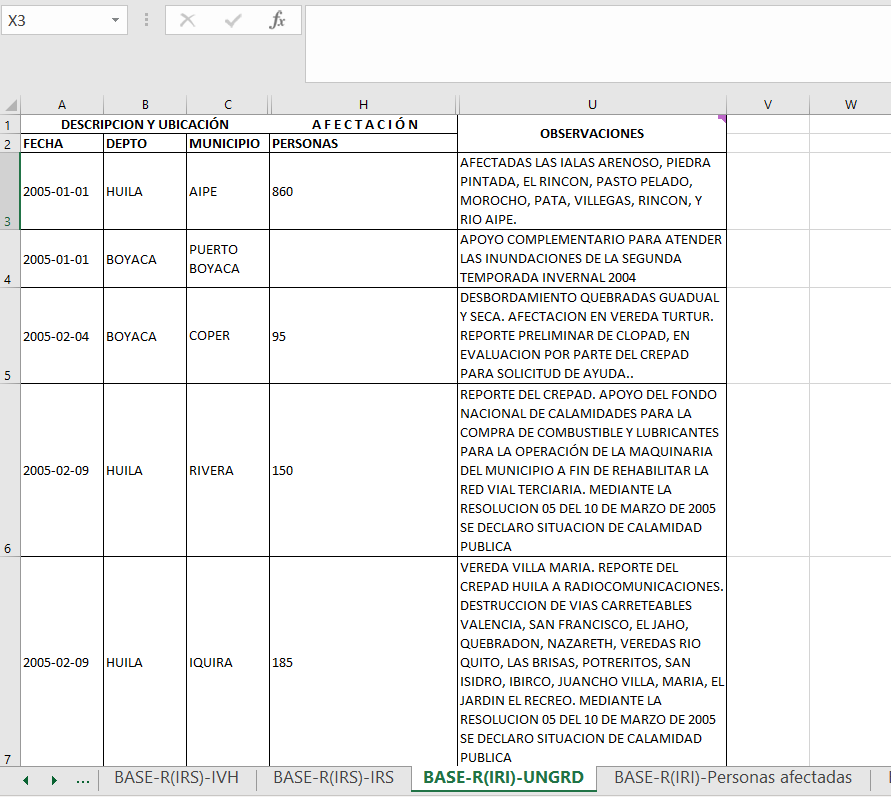 X3
fx
A B C H U V W
1 DESCRIPCION Y UBICACIÓN A F E C T A C I Ó N OBSERVACIONES
2 FECHA DEPTO MUNICIPIO PERSONAS
3 2005-01-01 HUILA AIPE 860
AFECTADAS LAS IALAS ARENOSO, PIEDRA
PINTADA, EL RINCON, PASTO PELADO,
MOROCHO, PATA, VILLEGAS, RINCON, Y
RIO AIPE.
4 2005-01-01 BOYACA
PUERTO
BOYACA
APOYO COMPLEMENTARIO PARA ATENDER
LAS INUNDACIONES DE LA SEGUNDA
TEMPORADA INVERNAL 2004
5 2005-02-04 BOYACA COPER 95
DESBORDAMIENTO QUEBRADAS GUADUAL
Y SECA. AFECTACION EN VEREDA TURTUR.
REPORTE PRELIMINAR DE CLOPAD, EN
EVALUACION POR PARTE DEL CREPAD
PARA SOLICITUD DE AYUDA..
6 2005-02-09 HUILA RIVERA 150
REPORTE DEL CREPAD. APOYO DEL FONDO
NACIONAL DE CALAMIDADES PARA LA
COMPRA DE COMBUSTIBLE Y LUBRICANTES
PARA LA OPERACIÓN DE LA MAQUINARIA
DEL MUNICIPIO A FIN DE REHABILITAR LA
RED VIAL TERCIARIA. MEDIANTE LA
RESOLUCION 05 DEL 10 DE MARZO DE 2005
SE DECLARO SITUACION DE CALAMIDAD
PUBLICA
7 2005-02-09 HUILA IQUIRA 185
VEREDA VILLA MARIA. REPORTE DEL
CREPAD HUILA A RADIOCOMUNICACIONES.
DESTRUCCION DE VIAS CARRETEABLES
VALENCIA, SAN FRANCISCO, EL JAHO,
QUEBRADON, NAZARETH, VEREDAS RIO
QUITO, LAS BRISAS, POTRERITOS, SAN
ISIDRO, IBIRCO, JUANCHO VILLA, MARIA, EL
JARDIN EL RECREO. MEDIANTE LA
RESOLUCION 05 DEL 10 DE MARZO DE 2005
SE DECLARO SITUACION DE CALAMIDAD
PUBLICA
... BASE-R(IRS)-IVH BASE-R(IRS)-IRS BASE-R(IRI)-UNGRD BASE-R(IRI)-Personas afectadas